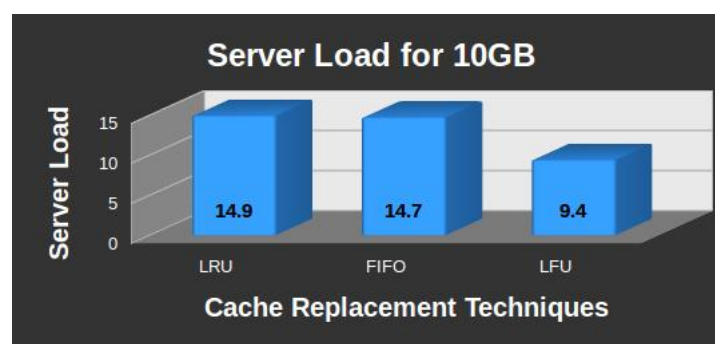 Server Load for 10GB
Server Load
15
10
5
0
14.9 14.7 9.4
LRU FIFO LFU
Cache Replacement Techniques